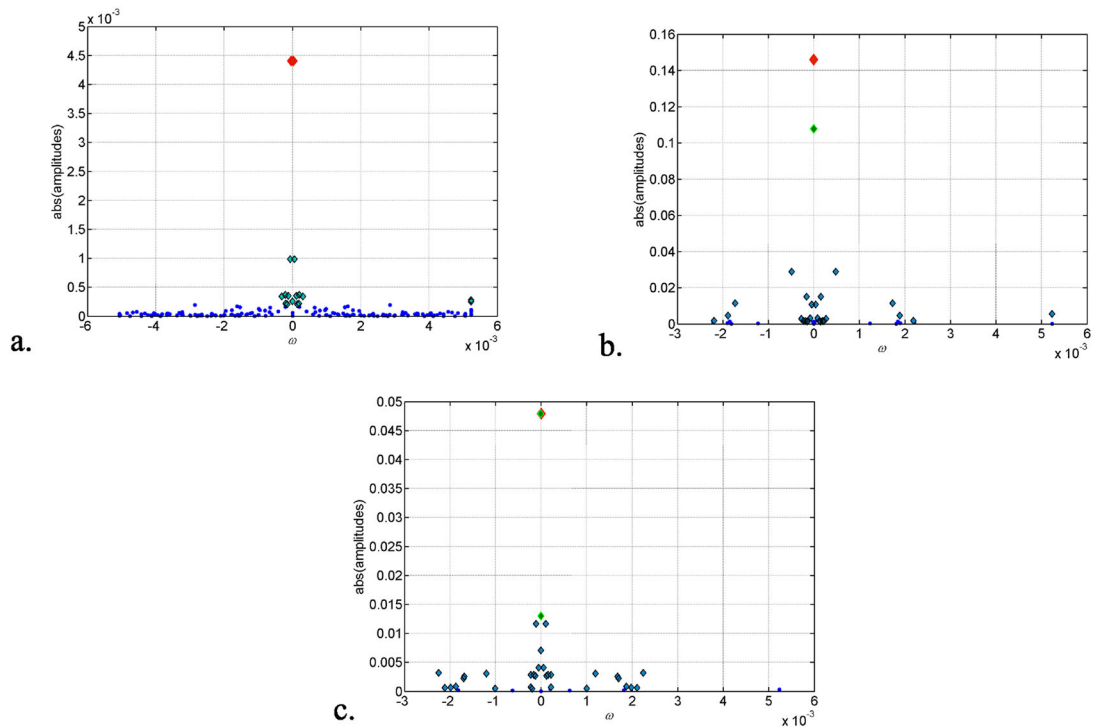 x 10-3
5
4.5
4
3.5
3
2.5
2
1.5
1
0.5
0
abs(amplitudes)
-6 -4 -2 0 2 4 6
ω
x 10-3
a.
0.16
0.14
0.12
0.1
0.08
0.06
0.04
0.02
0
abs(amplitudes)
-3 -2 -1 0 1 2 3 4 5 6
ω
x 10-3
b.
0.05
0.045
0.04
0.035
0.03
0.025
0.02
0.015
0.01
0.005
0
abs(amplitudes)
-3 -2 -1 0 1 2 3 4 5 6
ω
x 10-3
c.